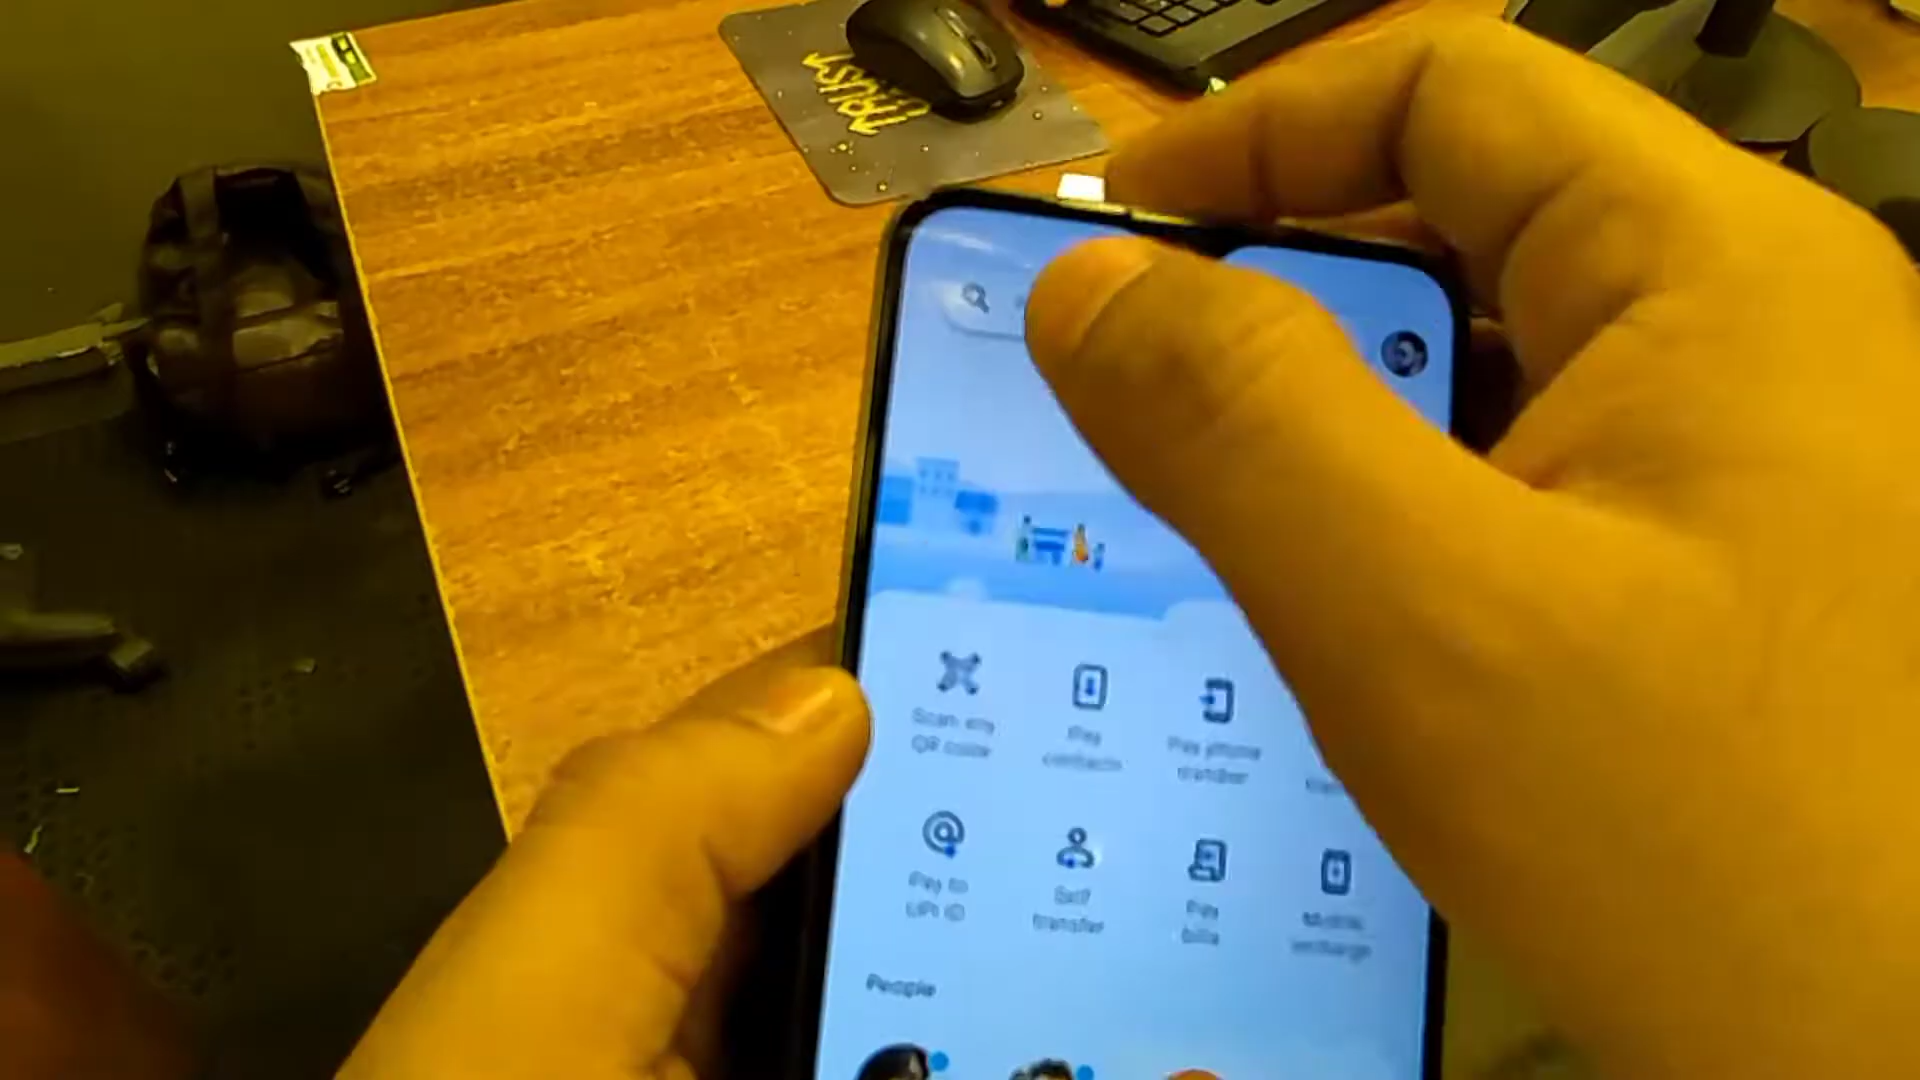 Scan any
QR code
Pay
contacts
Pay phone
number
Pay to
UPI ID
Self
transfer
Pay
bills
Mobile
recharge
People